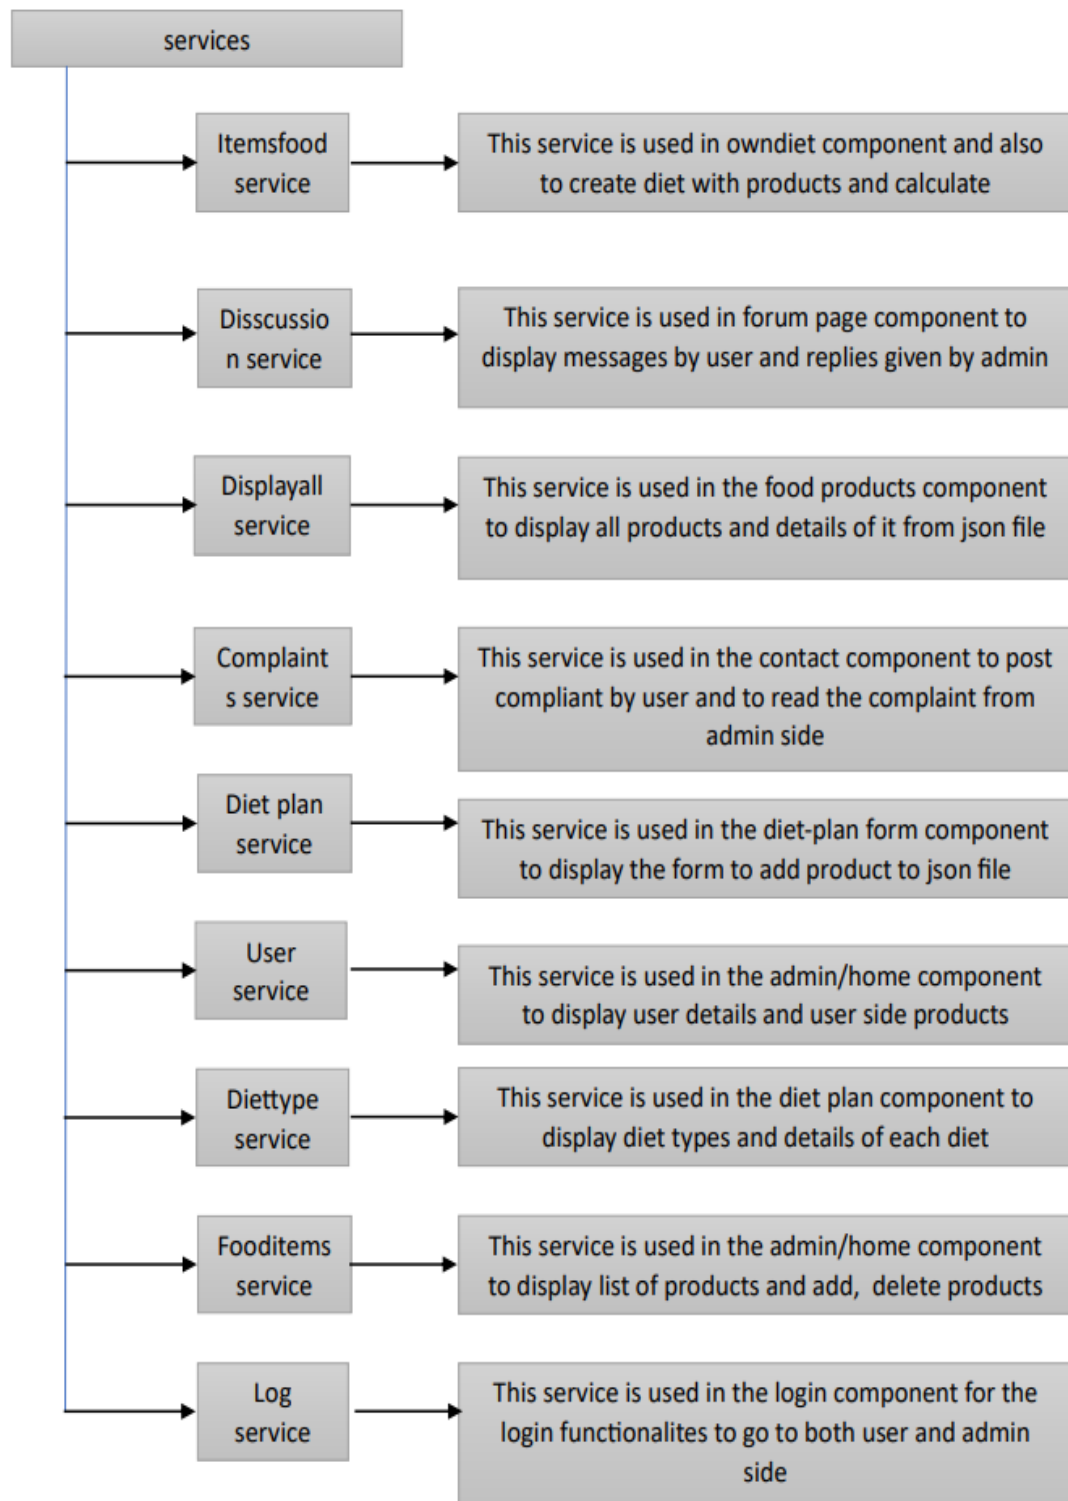 services
Itemsfood
service
This service is used in owndiet component and also
to create diet with products and calculate
Disscussio
n service
This service is used in forum page component to
display messages by user and replies given by admin
Displayall
service
This service is used in the food products component
to display all products and details of it from json file
Complaint
s service
This service is used in the contact component to post
compliant by user and to read the complaint from
admin side
Diet plan
service
This service is used in the diet-plan form component
to display the form to add product to json file
User
service
This service is used in the admin/home component
to display user details and user side products
Diettype
service
This service is used in the diet plan component to
display diet types and details of each diet
Fooditems
service
This service is used in the admin/home component
to display list of products and add,  delete products
Log
service
This service is used in the login component for the
login functionalites to go to both user and admin
side